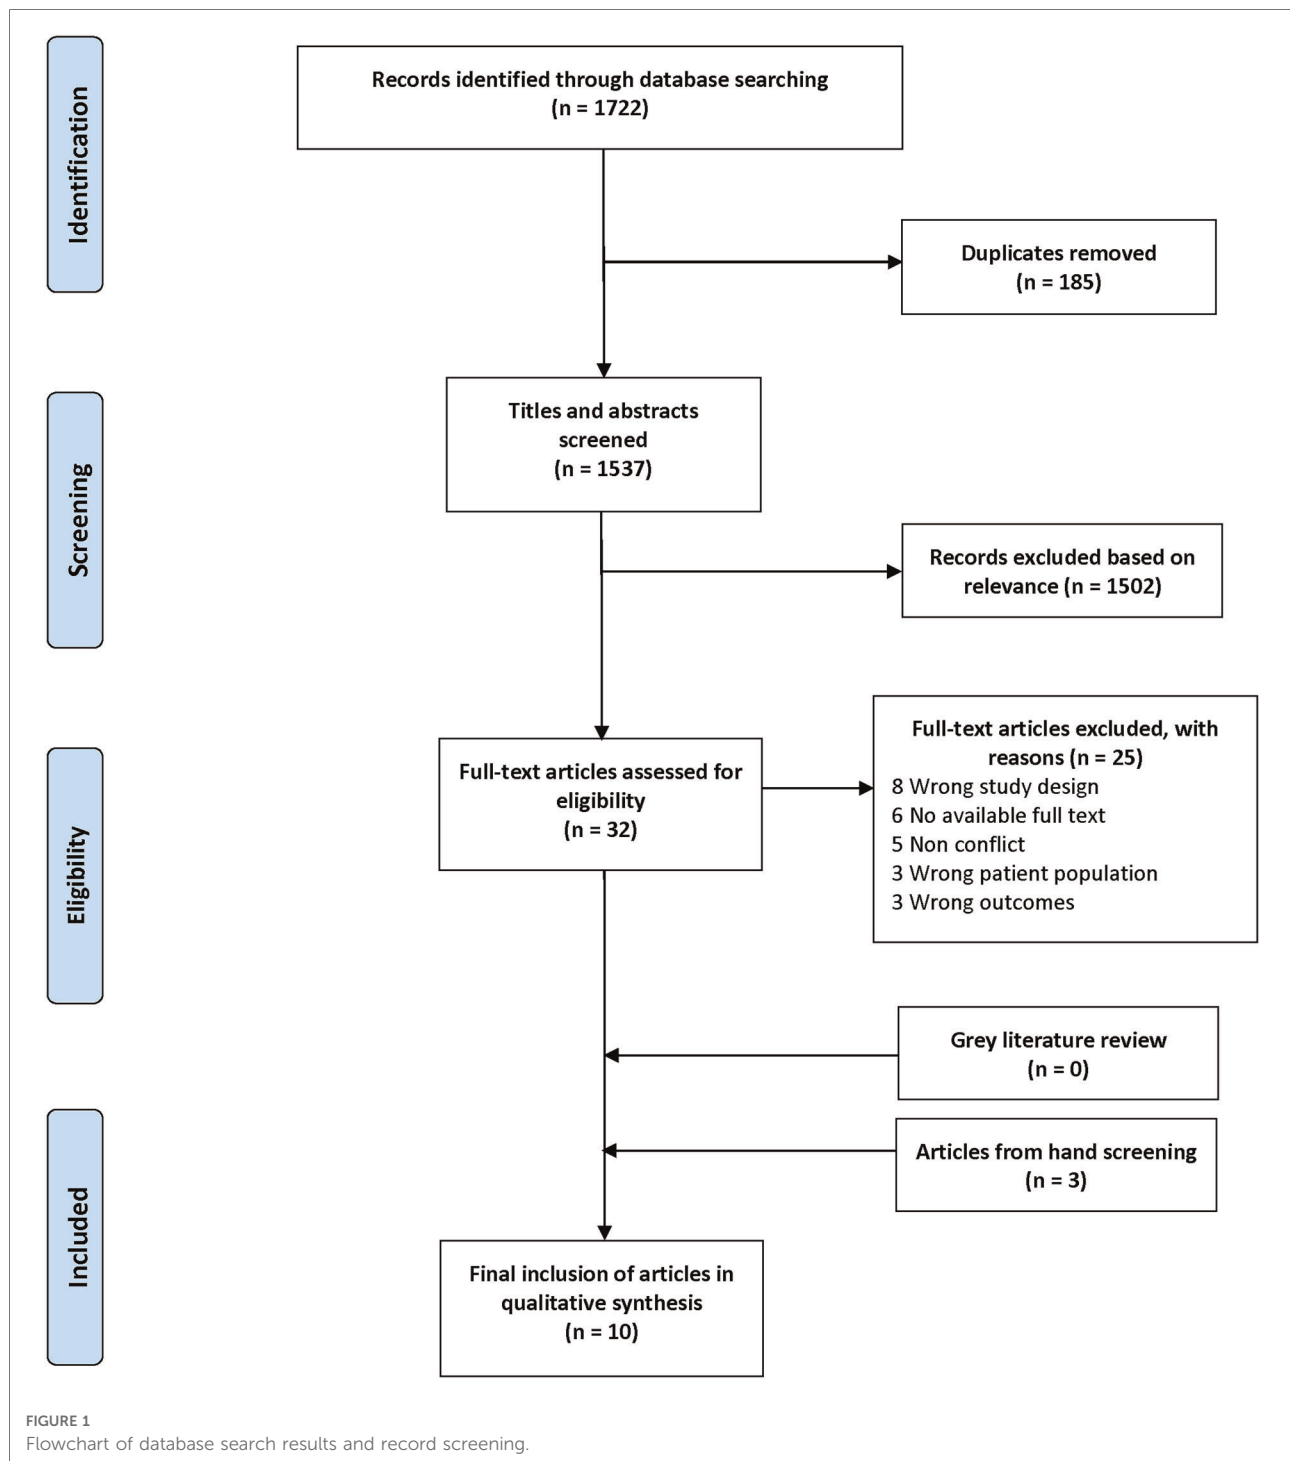 Identification
Records identified through database searching
(n = 1722)
Duplicates removed
(n = 185)
Screening
Titles and abstracts
screened
(n = 1537)
Records excluded based on
relevance (n = 1502)
Eligibility
Full-text articles assessed for
eligibility
(n = 32)
Full-text articles excluded, with
reasons (n = 25)
8 Wrong study design
6 No available full text
5 Non conflict
3 Wrong patient population
3 Wrong outcomes
Grey literature review
(n = 0)
Included
Articles from hand screening
(n = 3)
Final inclusion of articles in
qualitative synthesis
(n = 10)
FIGURE 1
Flowchart of database search results and record screening.